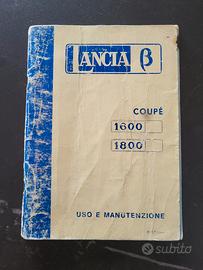 LANCIA β
COUPÉ
1600
1800
USO E MANUTENZIONE
subito